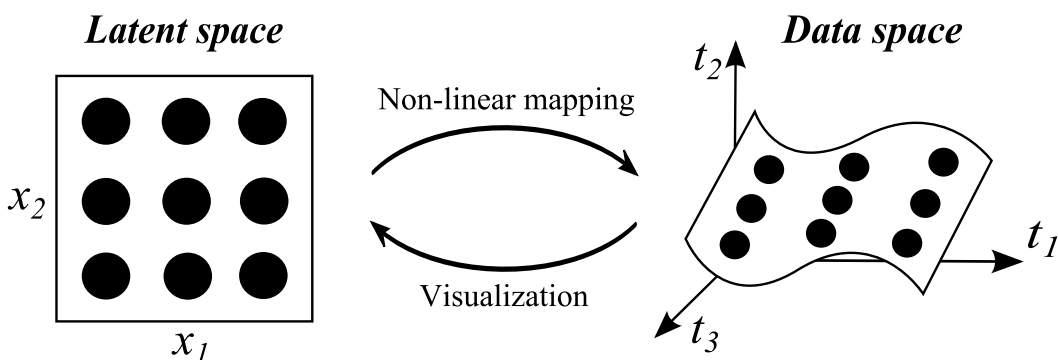 Latent space
Data space
t2
Non-linear mapping
x2
t1
Visualization
t3
x1